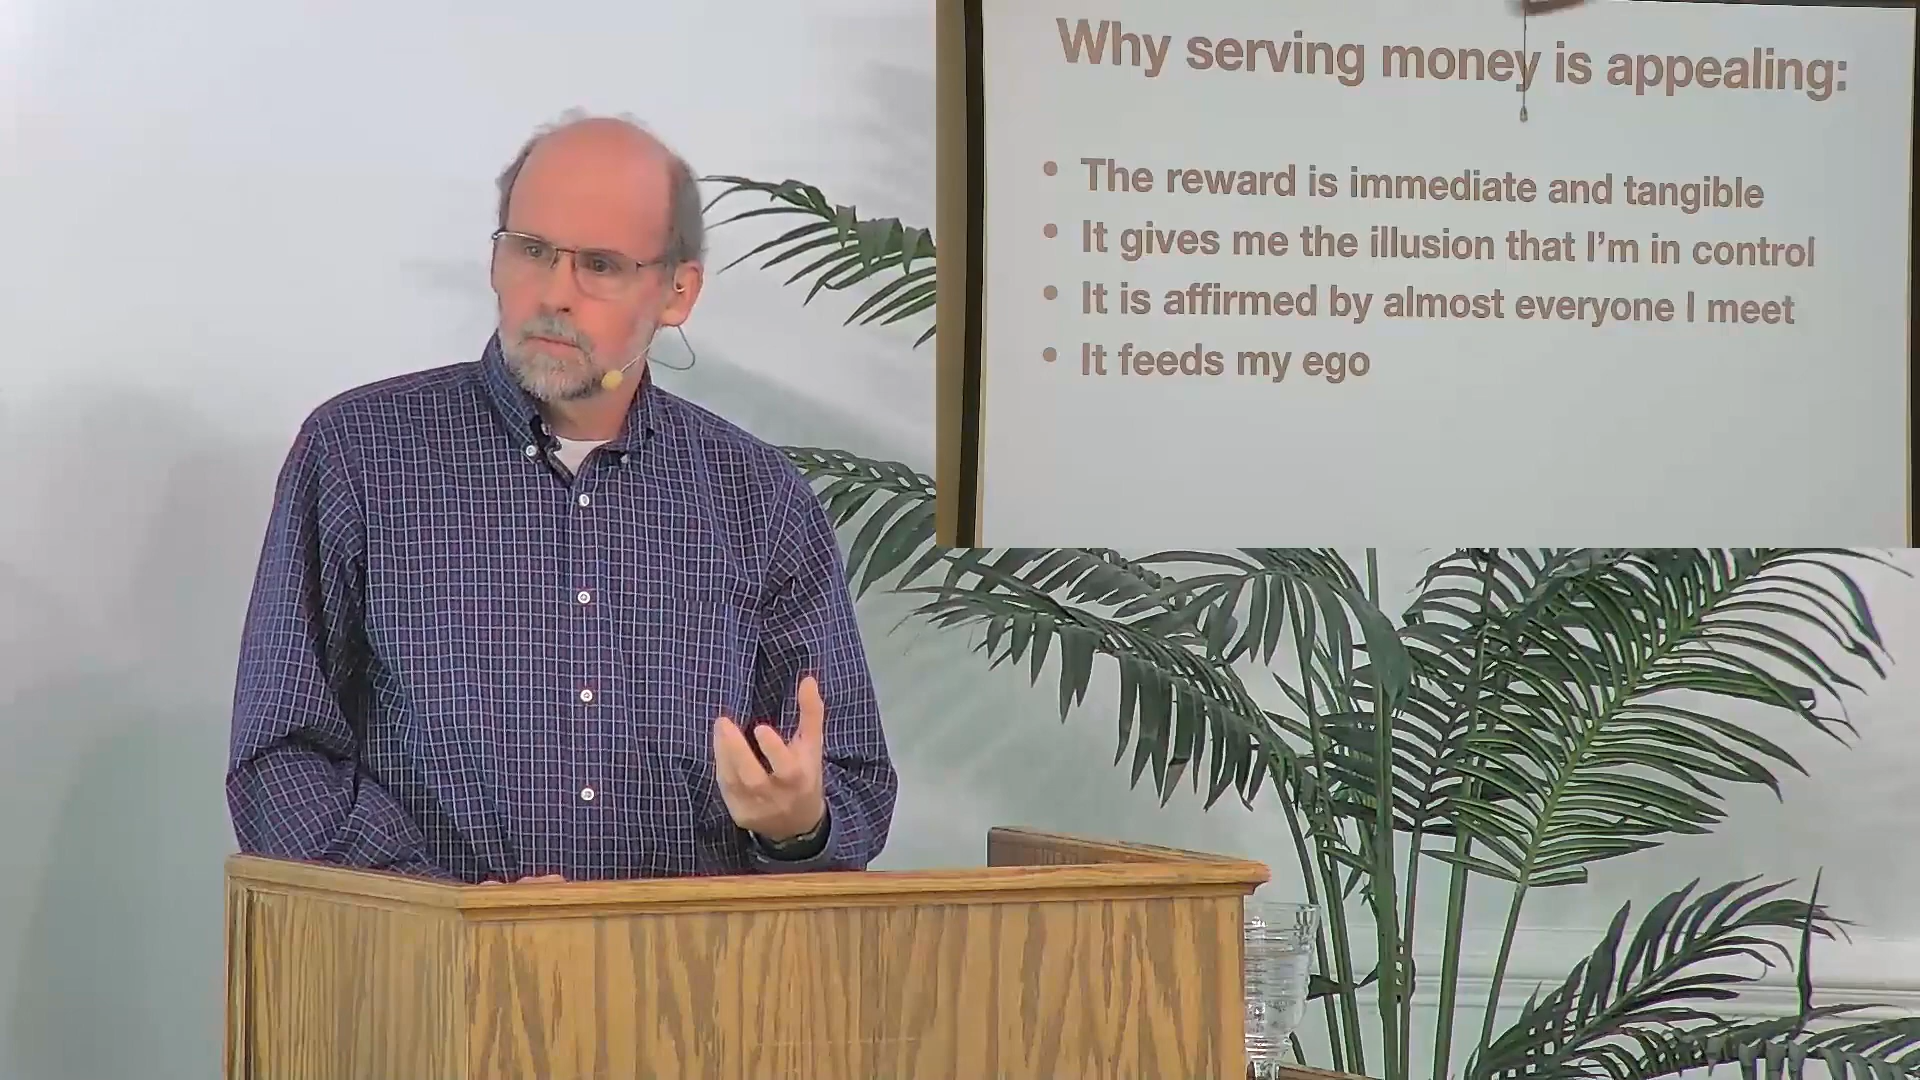 Why serving money is appealing:
• The reward is immediate and tangible
• It gives me the illusion that I'm in control
• It is affirmed by almost everyone I meet
• It feeds my ego